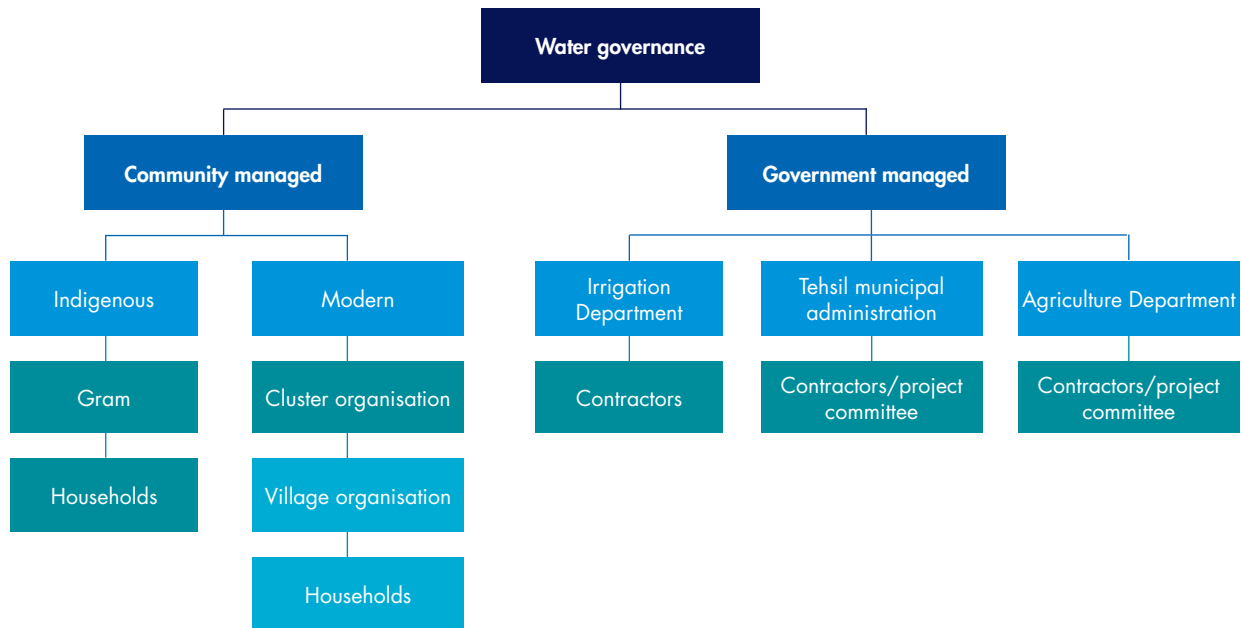 Water governance
Community managed
Government managed
Indigenous
Modern
Irrigation
Department
Tehsil municipal
administration
Agriculture Department
Gram
Cluster organisation
Contractors
Contractors/project
committee
Contractors/project
committee
Households
Village organisation
Households